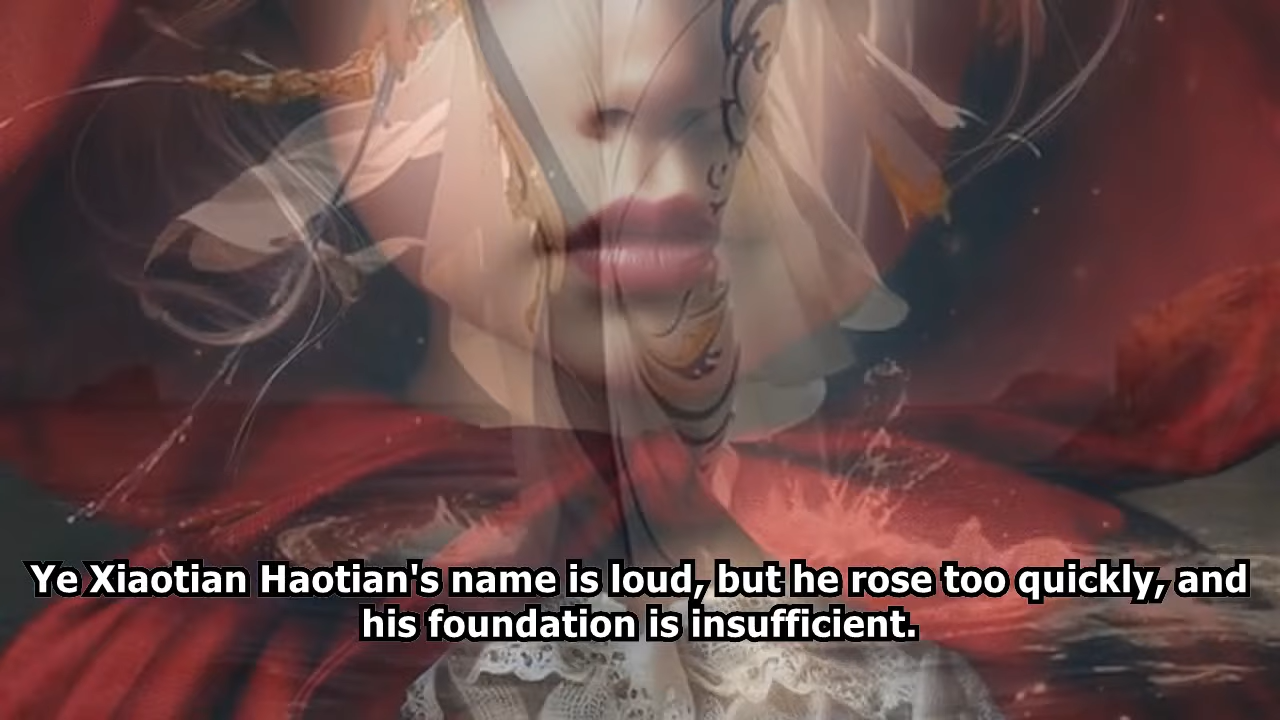 Ye Xiaotian Haotian's name is loud, but he rose too quickly, and
his foundation is insufficient.